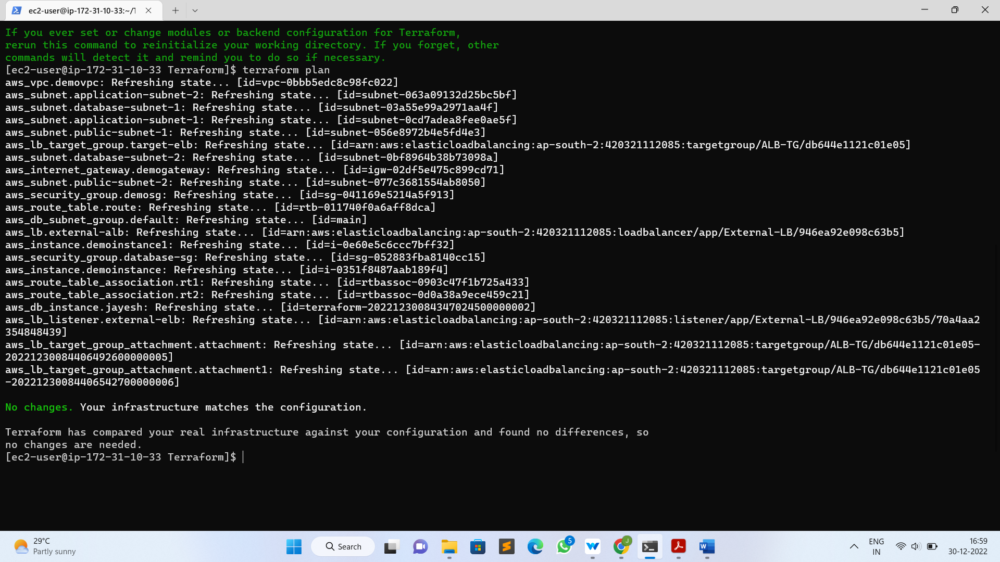 ec2-user@ip-172-31-10-33:~/T
If you ever set or change modules or backend configuration for Terraform,
rerun this command to reinitialize your working directory. If you forget, other
commands will detect it and remind you to do so if necessary.
[ec2-user@ip-172-31-10-33 Terraform]$ terraform plan
aws_vpc.demovpc: Refreshing state... [id=vpc-0bbb5edc8c98fc022]
aws_subnet.application-subnet-2: Refreshing state... [id=subnet-063a09132d25bc5bf]
aws_subnet.database-subnet-1: Refreshing state... [id=subnet-03a55e99a2971aa4f]
aws_subnet.application-subnet-1: Refreshing state... [id=subnet-0cd7adea8fee0ae5f]
aws_subnet.public-subnet-1: Refreshing state... [id=subnet-056e8972b4e5fd4e3]
aws_lb_target_group.target-elb: Refreshing state... [id=arn:aws:elasticloadbalancing:ap-south-2:420321112085:targetgroup/ALB-TG/db644e1121c01e05]
aws_subnet.database-subnet-2: Refreshing state... [id=subnet-0bf8964b38b73098a]
aws_internet_gateway.demogateway: Refreshing state... [id=igw-02df5e475c899cd71]
aws_subnet.public-subnet-2: Refreshing state... [id=subnet-077c3681554ab8050]
aws_security_group.demosg: Refreshing state... [id=sg-041169e5214a5f913]
aws_route_table.route: Refreshing state... [id=rtb-011740f0a6aff8dca]
aws_db_subnet_group.default: Refreshing state... [id=main]
aws_lb.external-alb: Refreshing state... [id=arn:aws:elasticloadbalancing:ap-south-2:420321112085:loadbalancer/app/External-LB/946ea92e098c63b5]
aws_instance.demoinstance1: Refreshing state... [id=i-0e60e5c6ccc7bff32]
aws_security_group.database-sg: Refreshing state... [id=sg-052883fba8140cc15]
aws_instance.demoinstance: Refreshing state... [id=i-0351f8487aab189f4]
aws_route_table_association.rt1: Refreshing state... [id=rtbassoc-0903c47f1b725a433]
aws_route_table_association.rt2: Refreshing state... [id=rtbassoc-0d0a38a9ece459c21]
aws_db_instance.jayesh: Refreshing state... [id=terraform-20221230084347024500000002]
aws_lb_listener.external-elb: Refreshing state... [id=arn:aws:elasticloadbalancing:ap-south-2:420321112085:listener/app/External-LB/946ea92e098c63b5/70a4aa2
354848439]
aws_lb_target_group_attachment.attachment: Refreshing state... [id=arn:aws:elasticloadbalancing:ap-south-2:420321112085:targetgroup/ALB-TG/db644e1121c01e05-
20221230084406492600000005]
aws_lb_target_group_attachment.attachment1: Refreshing state... [id=arn:aws:elasticloadbalancing:ap-south-2:420321112085:targetgroup/ALB-TG/db644e1121c01e05
-20221230084406542700000006]
No changes. Your infrastructure matches the configuration.
Terraform has compared your real infrastructure against your configuration and found no differences, so
no changes are needed.
[ec2-user@ip-172-31-10-33 Terraform]$
29°C
Partly sunny
Search
5
J
W
ENG
IN
16:59
30-12-2022